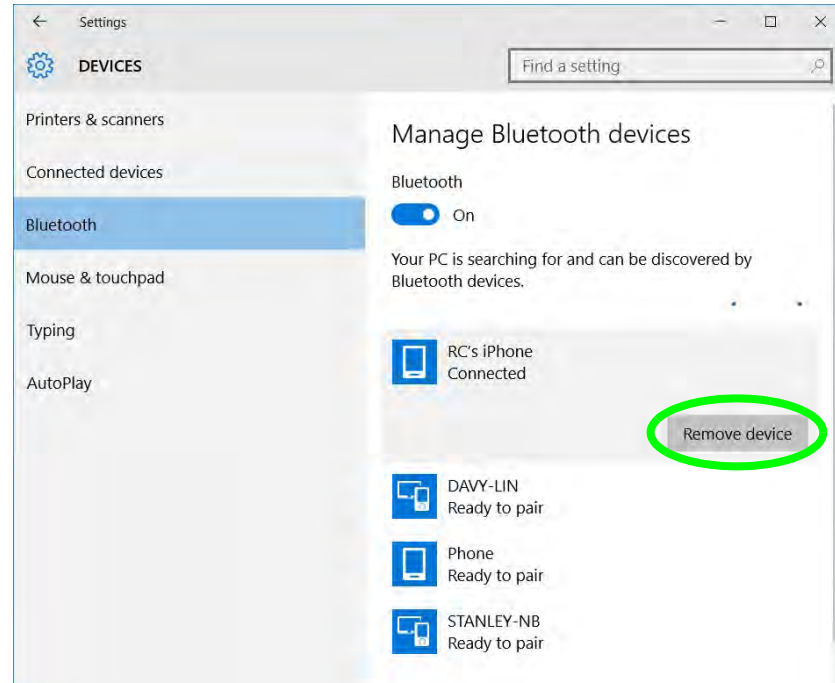 Settings
DEVICES
Find a setting
Printers & scanners
Connected devices
Bluetooth
Mouse & touchpad
Typing
AutoPlay
Manage Bluetooth devices
Bluetooth
On
Your PC is searching for and can be discovered by
Bluetooth devices.
RC's iPhone
Connected
Remove device
DAVY-LIN
Ready to pair
Phone
Ready to pair
STANLEY-NB
Ready to pair